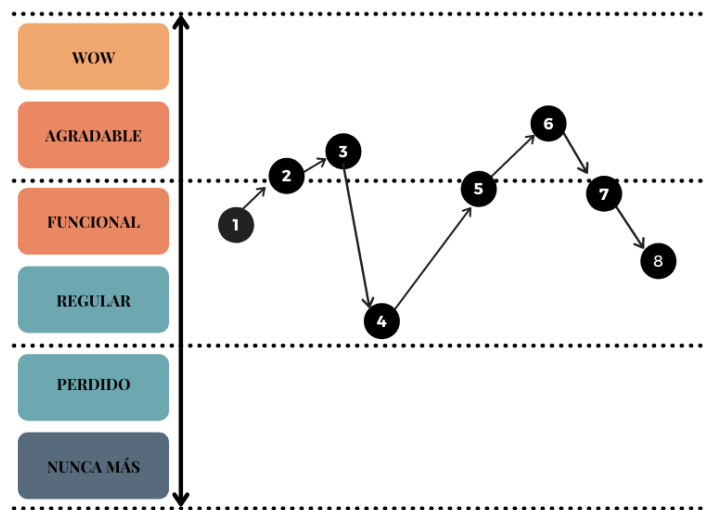 WOW
AGRADABLE
FUNCIONAL
REGULAR
PERDIDO
NUNCA MÁS
1
2
3
4
5
6
7
8